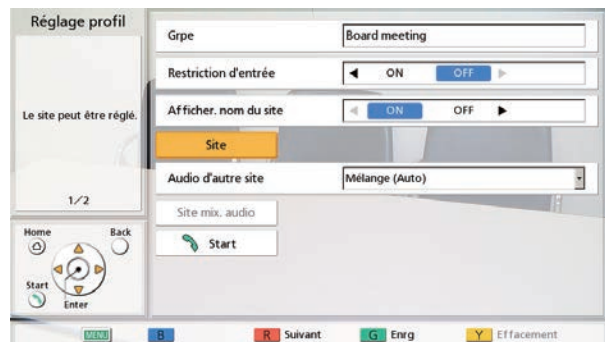 Réglage profil
Le site peut être réglé.
1/2
Home
Back
Start
Enter
Grpe
Board meeting
Restriction d'entrée
ON OFF
Afficher. nom du site
ON OFF
Site
Audio d'autre site
Mélange (Auto)
Site mix. audio
Start
MENU
B
R Suivant
G Enrg
Y Effacement